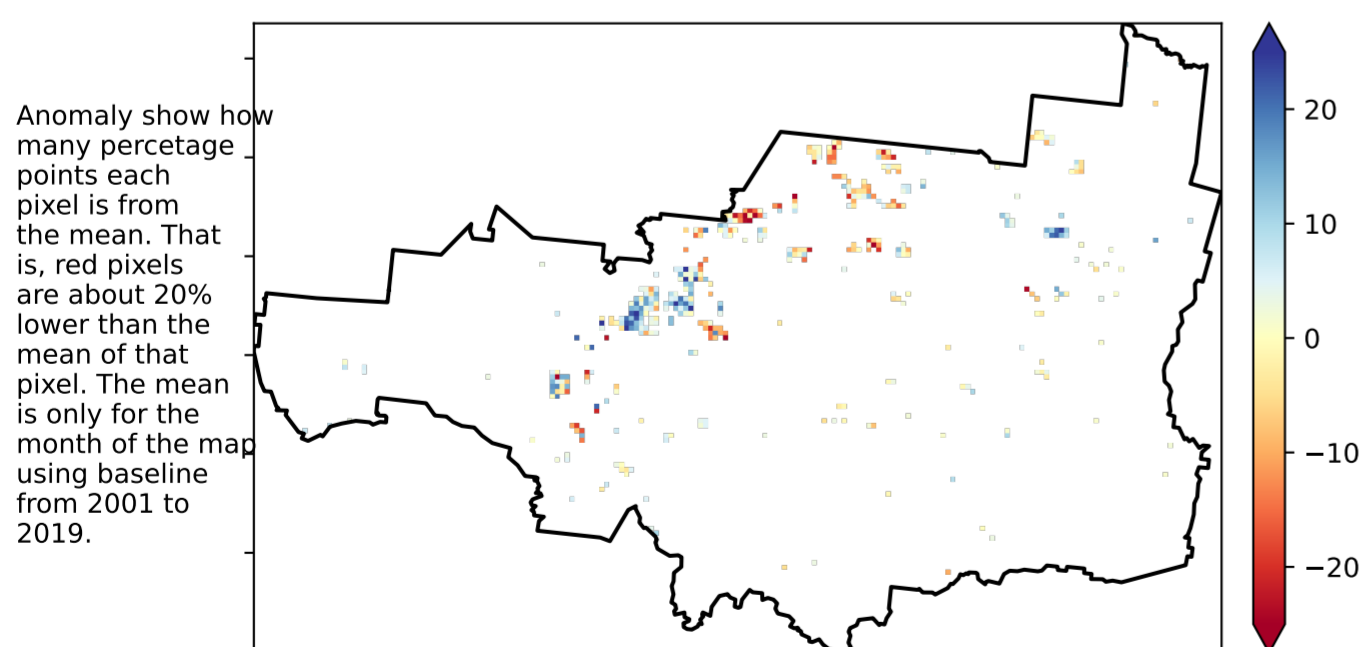 Anomaly show how
many percetage
points each
pixel is from
the mean. That
is, red pixels
are about 20%
lower than the
mean of that
pixel. The mean
is only for the
month of the map
using baseline
from 2001 to
2019.
20
10
0
−10
−20